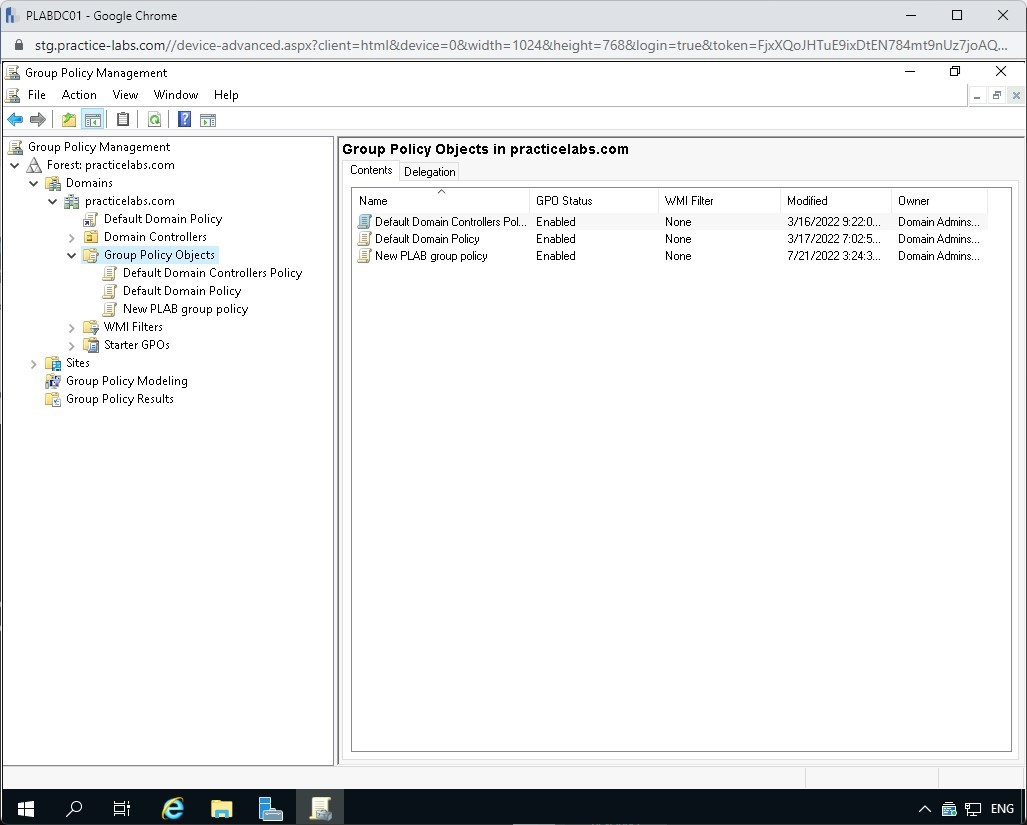 PLABDC01 - Google Chrome
stg.practice-labs.com//device-advanced.aspx?client=html&device=0&width=1024&height=768&login=true&token=FjxXQoJHTuE9ixDtEN784mt9nUz7joAQ...
Group Policy Management
File Action View Window Help
Group Policy Management
Forest: practicelabs.com
Domains
practicelabs.com
Default Domain Policy
Domain Controllers
Group Policy Objects
Default Domain Controllers Policy
Default Domain Policy
New PLAB group policy
WMI Filters
Starter GPOs
Sites
Group Policy Modeling
Group Policy Results
Group Policy Objects in practicelabs.com
Contents Delegation
Name GPO Status WMI Filter Modified Owner
Default Domain Controllers Pol... Enabled None 3/16/2022 9:22:0... Domain Admins...
Default Domain Policy Enabled None 3/17/2022 7:02:5... Domain Admins...
New PLAB group policy Enabled None 7/21/2022 3:24:3... Domain Admins...
ENG